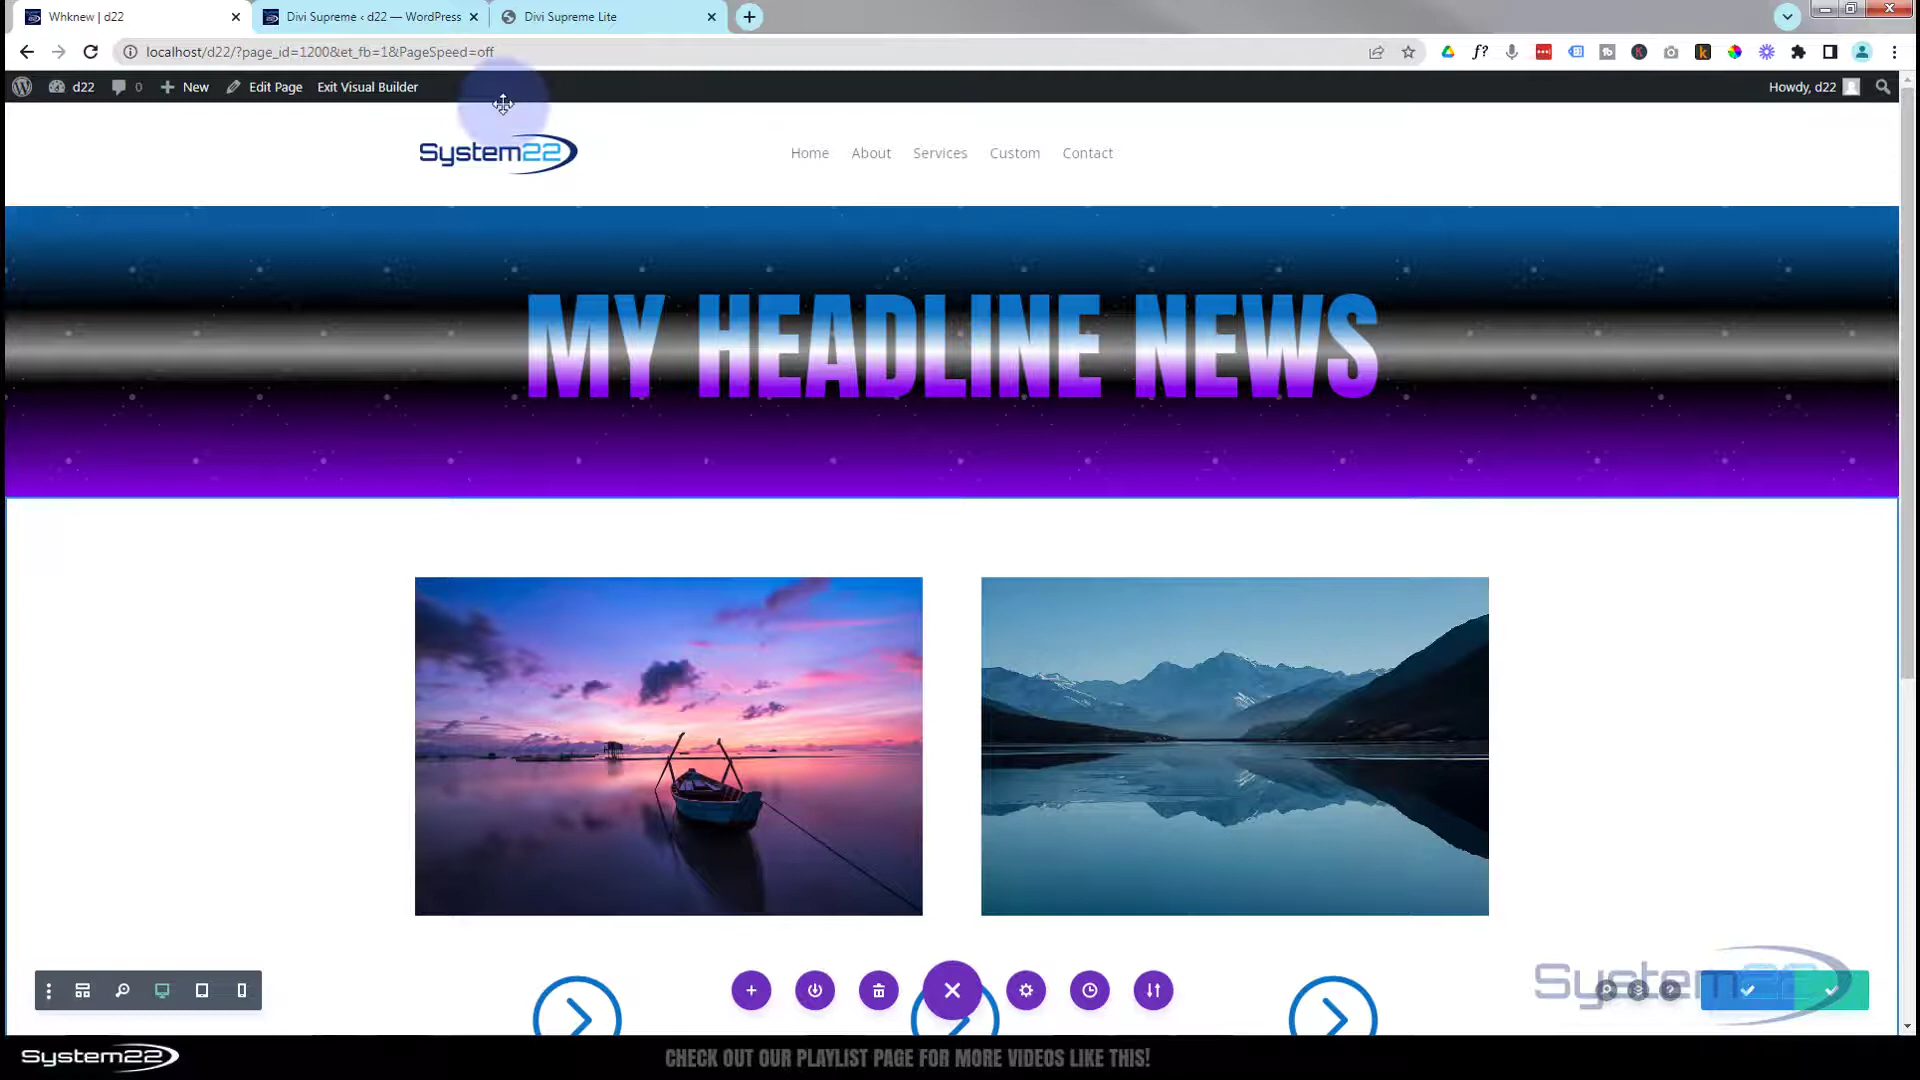 Whknew | d22
Divi Supreme ‹ d22 — WordPress
Divi Supreme Lite
localhost/d22/?page_id=1200&et_fb=1&PageSpeed=off
d22
0
New
Edit Page
Exit Visual Builder
Howdy, d22
System22
Home
About
Services
Custom
Contact
MY HEADLINE NEWS
System22
System22
CHECK OUT OUR PLAYLIST PAGE FOR MORE VIDEOS LIKE THIS!